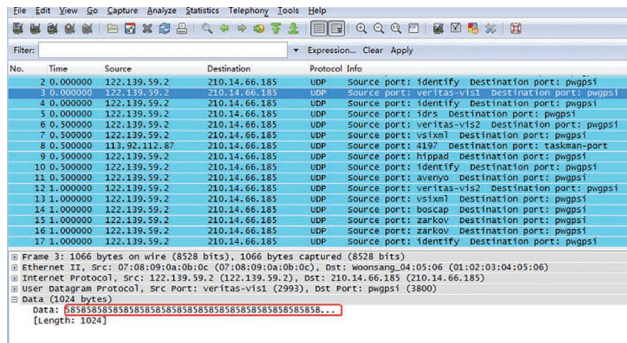 File Edit View Go Capture Analyze Statistics Telephony Tools Help
Filter: Expression... Clear Apply
No. Time Source Destination Protocol Info
2 0.000000 122.139.59.2 210.14.66.185 UDP Source port: identify Destination port: pwgpsi
3 0.000000 122.139.59.2 210.14.66.185 UDP Source port: veritas-vis1 Destination port: pwgpsi
4 0.000000 122.139.59.2 210.14.66.185 UDP Source port: identify Destination port: pwgpsi
5 0.000000 122.139.59.2 210.14.66.185 UDP Source port: idrs Destination port: pwgpsi
6 0.500000 122.139.59.2 210.14.66.185 UDP Source port: veritas-vis2 Destination port: pwgpsi
7 0.500000 122.139.59.2 210.14.66.185 UDP Source port: vsixml Destination port: pwgpsi
8 0.500000 113.92.112.87 210.14.66.185 UDP Source port: 4197 Destination port: taskman-port
9 0.500000 122.139.59.2 210.14.66.185 UDP Source port: hippad Destination port: pwgpsi
10 0.500000 122.139.59.2 210.14.66.185 UDP Source port: identify Destination port: pwgpsi
11 0.500000 122.139.59.2 210.14.66.185 UDP Source port: avenyo Destination port: pwgpsi
12 1.000000 122.139.59.2 210.14.66.185 UDP Source port: veritas-vis2 Destination port: pwgpsi
13 1.000000 122.139.59.2 210.14.66.185 UDP Source port: vsixml Destination port: pwgpsi
14 1.000000 122.139.59.2 210.14.66.185 UDP Source port: boscap Destination port: pwgpsi
15 1.000000 122.139.59.2 210.14.66.185 UDP Source port: zarkov Destination port: pwgpsi
16 1.000000 122.139.59.2 210.14.66.185 UDP Source port: zarkov Destination port: pwgpsi
17 1.000000 122.139.59.2 210.14.66.185 UDP Source port: identify Destination port: pwgpsi
Frame 3: 1066 bytes on wire (8528 bits), 1066 bytes captured (8528 bits)
Ethernet II, Src: 07:08:09:0a:0b:0c (07:08:09:0a:0b:0c), Dst: Woonsang_04:05:06 (01:02:03:04:05:06)
Internet Protocol, Src: 122.139.59.2 (122.139.59.2), Dst: 210.14.66.185 (210.14.66.185)
User Datagram Protocol, Src Port: veritas-vis1 (2993), Dst Port: pwgpsi (3800)
Data (1024 bytes)
Data: 585858585858585858585858585858585858585858585858...
[Length: 1024]